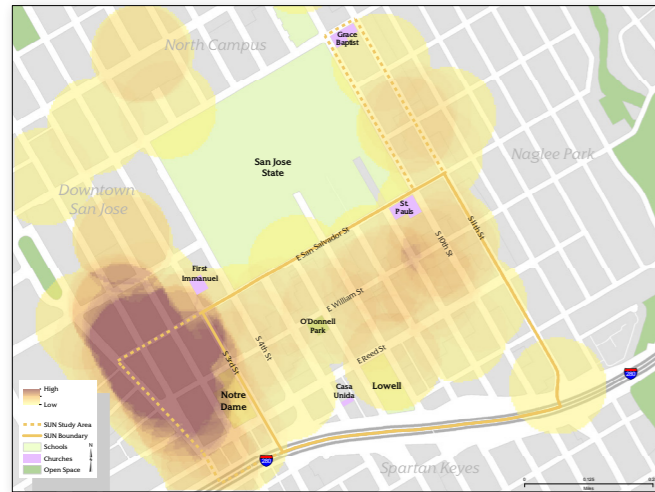 North Campus
Grace
Baptist
San Jose
State
Naglee Park
Downtown
San Jose
St.
Pauls
E San Salvador St
S 10th St
S 11th St
First
Immanuel
E William St
O'Donnell
Park
S 4th St
S 3rd St
E Reed St
Casa
Unida
Lowell
Notre
Dame
280
280
Spartan Keyes
High
Low
SUN Study Area
SUN Boundary
Schools
Churches
Open Space
N
0
0.125
Miles